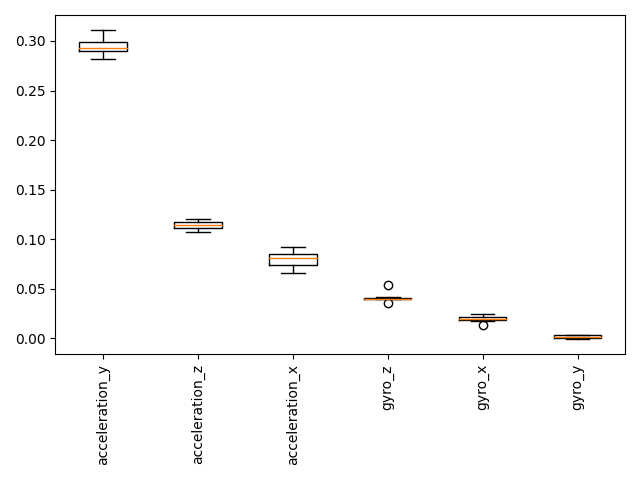 0.30
0.25
0.20
0.15
0.10
0.05
0.00
acceleration_y
acceleration_z
acceleration_x
gyro_z
gyro_x
gyro_y